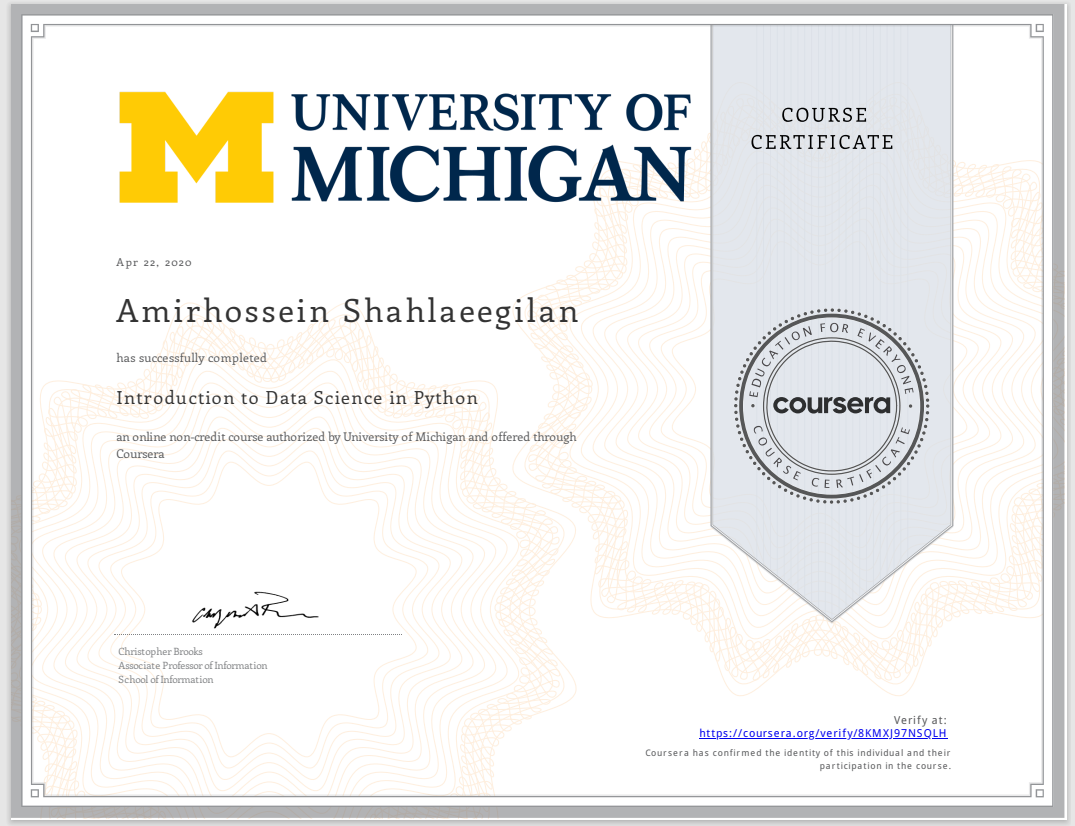 M
UNIVERSITY OF
MICHIGAN
COURSE
CERTIFICATE
Apr 22, 2020
Amirhossein Shahlaeegilan
has successfully completed
Introduction to Data Science in Python
an online non-credit course authorized by University of Michigan and offered through
Coursera
EDUCATION FOR EVERYONE
coursera
COURSE CERTIFICATE
Christopher Brooks
Associate Professor of Information
School of Information
Verify at:
https://coursera.org/verify/8KMXJ97NSQLH
Coursera has confirmed the identity of this individual and their
participation in the course.